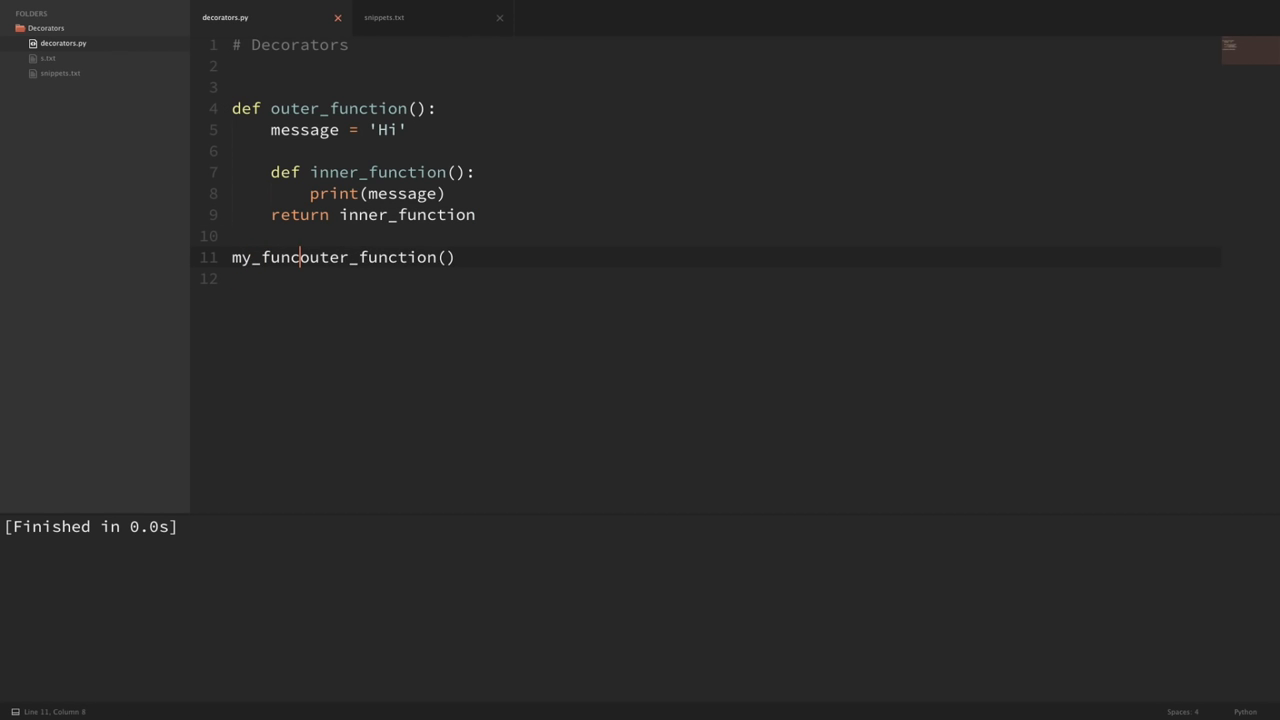 FOLDERS
Decorators
decorators.py
s.txt
snippets.txt
decorators.py
snippets.txt
1 # Decorators
2
3
4 def outer_function():
5     message = 'Hi'
6
7     def inner_function():
8         print(message)
9     return inner_function
10
11 my_funcouter_function()
12
[Finished in 0.0s]
Line 11, Column 8
Spaces: 4
Python